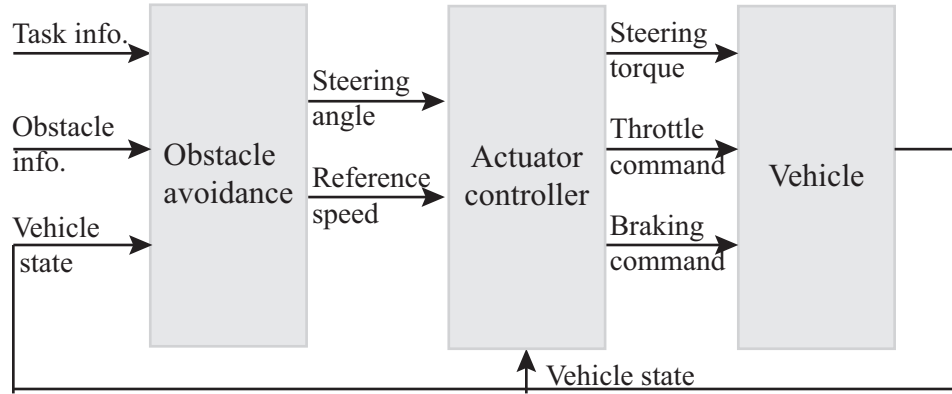 Task info.
Obstacle
info.
Vehicle
state
Obstacle
avoidance
Steering
angle
Reference
speed
Actuator
controller
Steering
torque
Throttle
command
Braking
command
Vehicle
Vehicle state